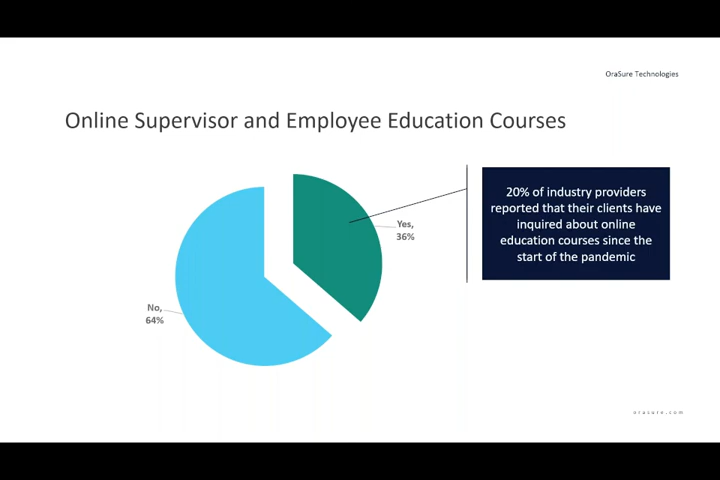 OraSure Technologies
Online Supervisor and Employee Education Courses
20% of industry providers
reported that their clients have
inquired about online
education courses since the
start of the pandemic
Yes,
36%
No,
64%
orasure.com